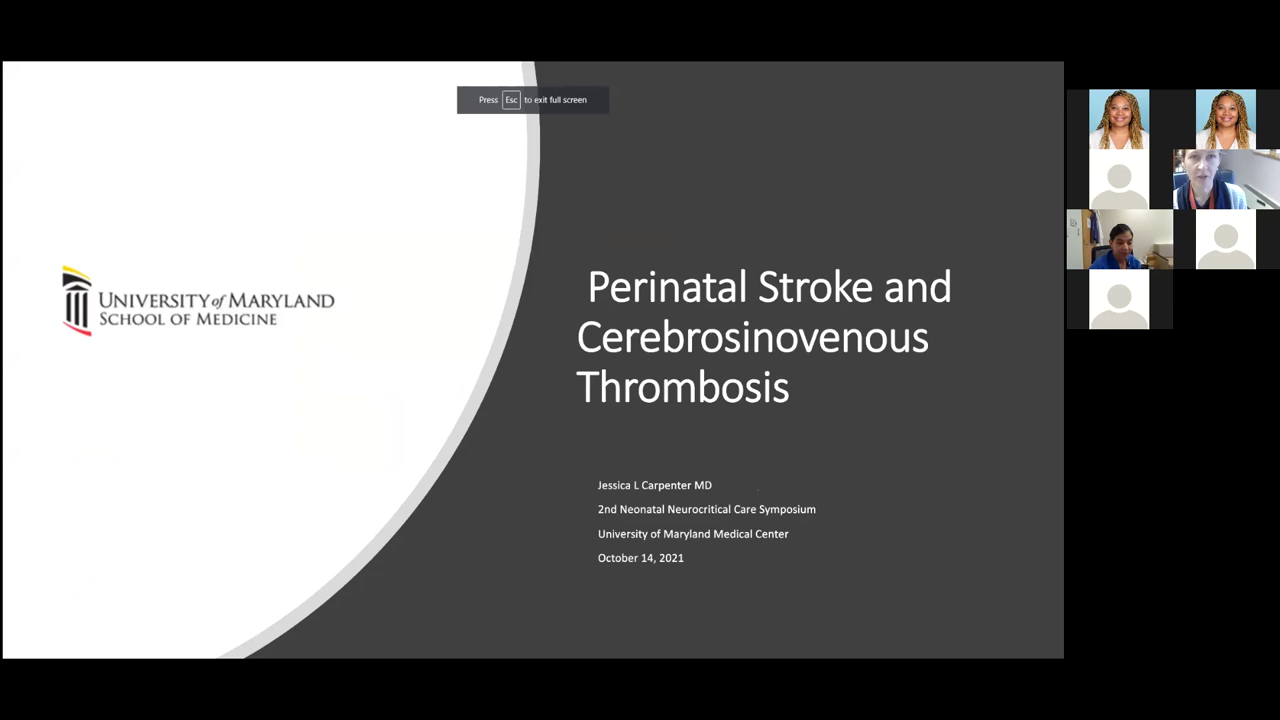 Press Esc to exit full screen
UNIVERSITY of MARYLAND
SCHOOL OF MEDICINE
Perinatal Stroke and
Cerebrosinovenous
Thrombosis
Jessica L Carpenter MD
2nd Neonatal Neurocritical Care Symposium
University of Maryland Medical Center
October 14, 2021